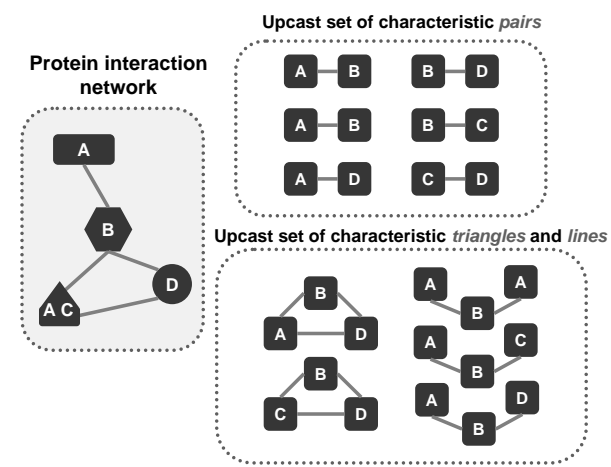 Protein interaction
network
A
B
A C
D
Upcast set of characteristic pairs
A B B D
A B B C
A D C D
Upcast set of characteristic triangles and lines
B
A D
B
C D
A A
B
A C
B
A D
B